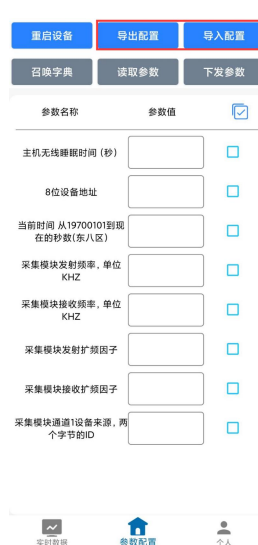 重启设备 导出配置 导入配置
召唤字典 读取参数 下发参数
参数名称 参数值
主机无线睡眠时间 (秒)
8位设备地址
当前时间 从19700101到现
在的秒数(东八区)
采集模块发射频率, 单位
KHZ
采集模块接收频率, 单位
KHZ
采集模块发射扩频因子
采集模块接收扩频因子
采集模块通道1设备来源, 两
个字节的ID
实时数据 参数配置 个人